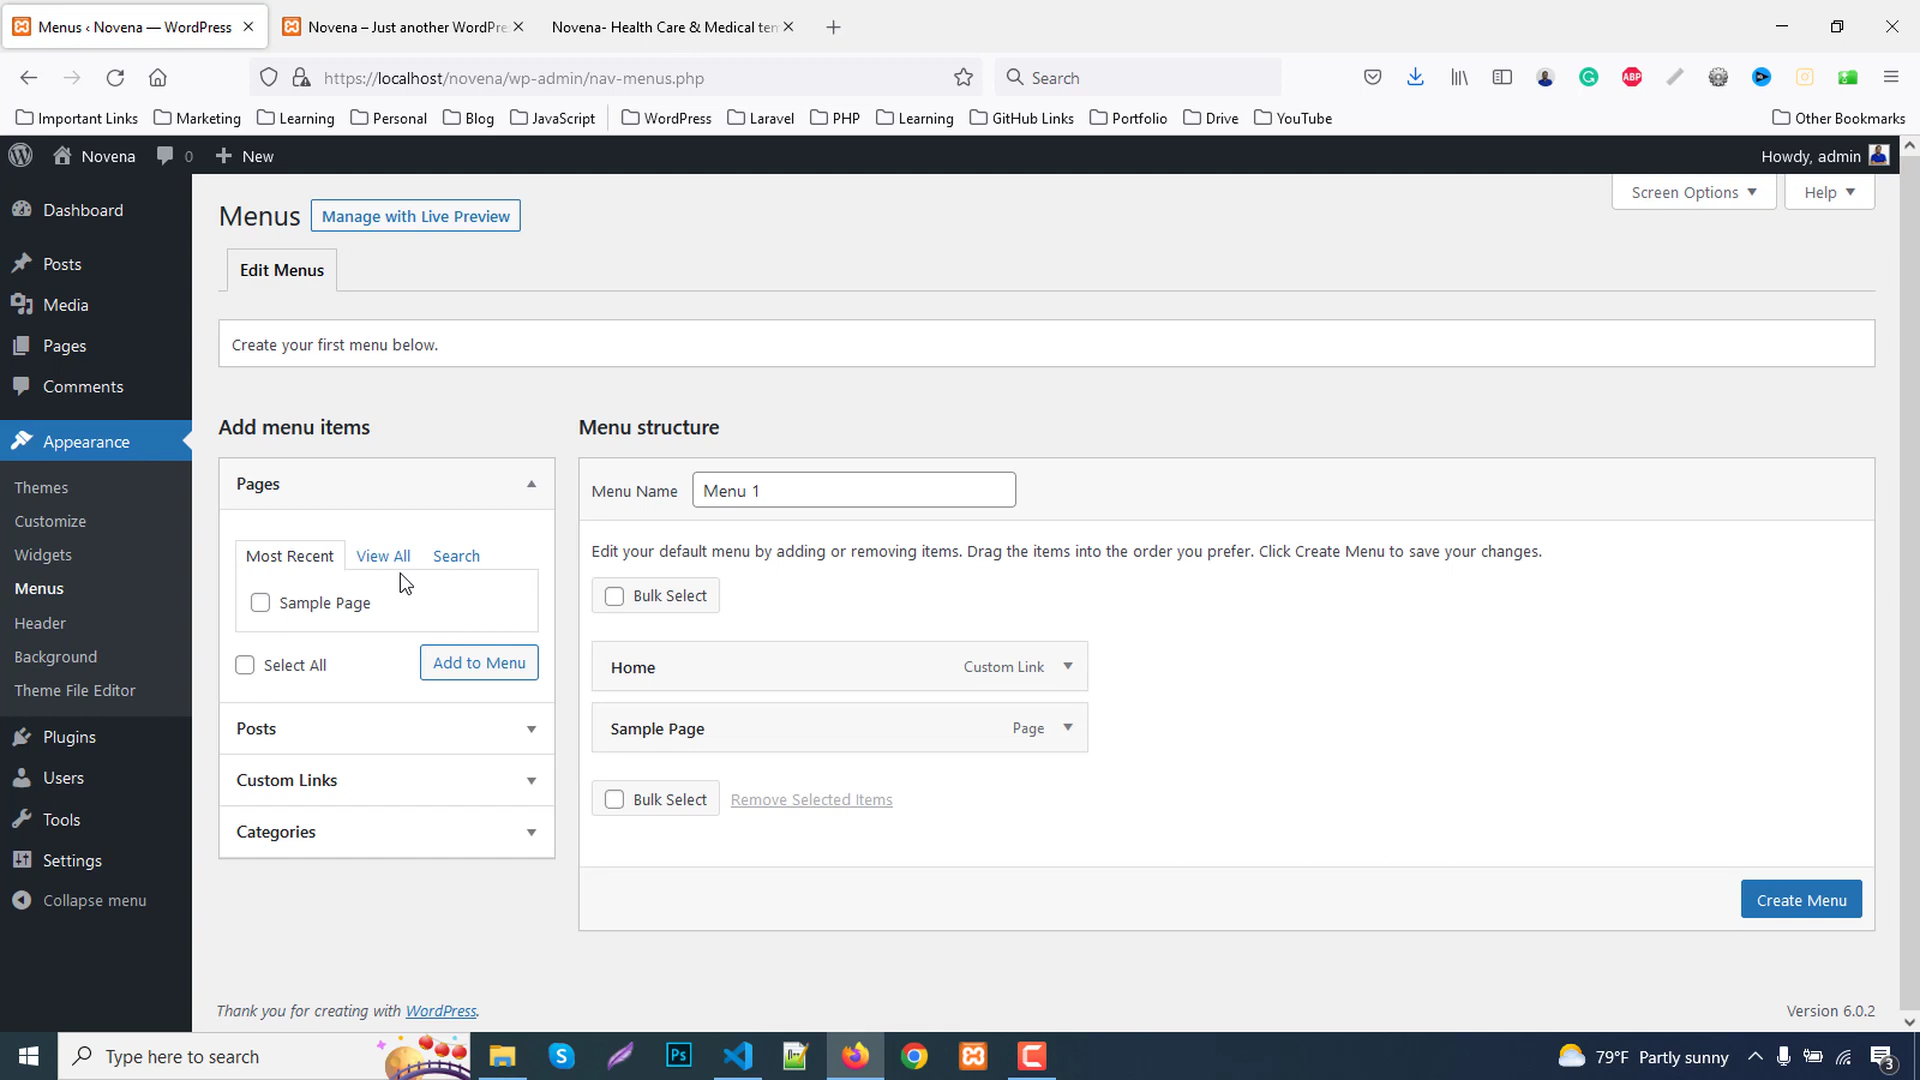 Menus ‹ Novena — WordPress
Novena – Just another WordPre
Novena- Health Care & Medical tem
https://localhost/novena/wp-admin/nav-menus.php
Search
Important Links
Marketing
Learning
Personal
Blog
JavaScript
WordPress
Laravel
PHP
Learning
GitHub Links
Portfolio
Drive
YouTube
Other Bookmarks
Novena
0
New
Howdy, admin
Dashboard
Posts
Media
Pages
Comments
Appearance
Themes
Customize
Widgets
Menus
Header
Background
Theme File Editor
Plugins
Users
Tools
Settings
Collapse menu
Screen Options
Help
Menus
Manage with Live Preview
Edit Menus
Create your first menu below.
Add menu items
Pages
Most Recent
View All
Search
Sample Page
Select All
Add to Menu
Posts
Custom Links
Categories
Menu structure
Menu Name
Menu 1
Edit your default menu by adding or removing items. Drag the items into the order you prefer. Click Create Menu to save your changes.
Bulk Select
Home
Custom Link
Sample Page
Page
Bulk Select
Remove Selected Items
Create Menu
Thank you for creating with WordPress.
Version 6.0.2
Type here to search
Ps
79°F Partly sunny
3
ABP